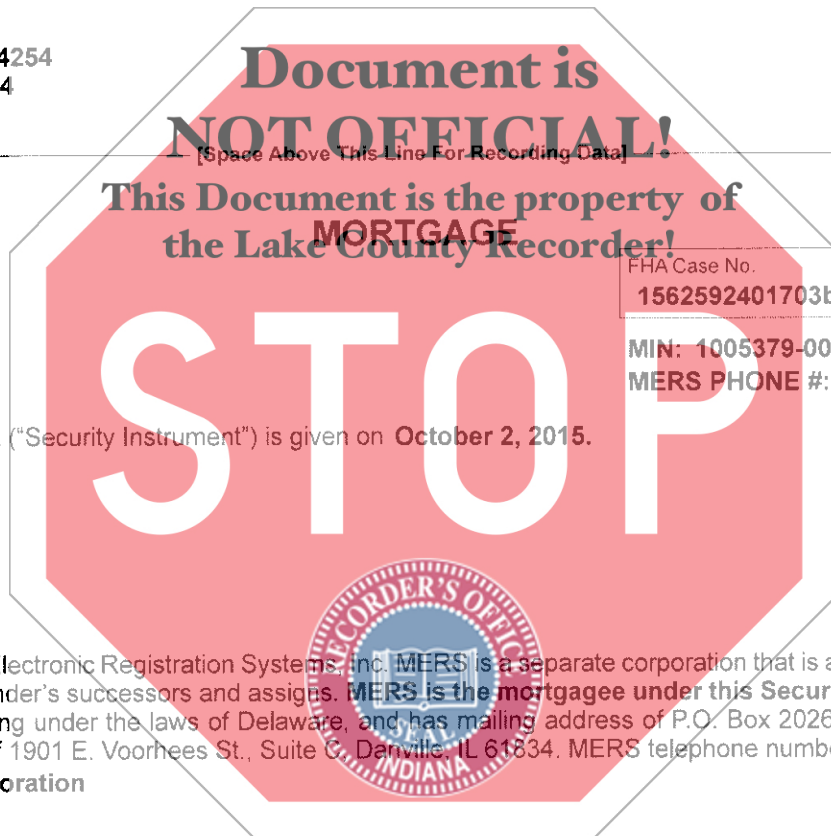 4254
Document is
4
NOT OFFICIAL!
[Space Above This Line For Recording Data]
This Document is the property of
MORTGAGE
the Lake County Recorder!
FHA Case No.
1562592401703b
MIN: 1005379-00
MERS PHONE #:
STOP
("Security Instrument") is given on October 2, 2015.
RECORDER'S OFFICE
lectronic Registration Systems, Inc. MERS is a separate corporation that is a
nder's successors and assigns. MERS is the mortgagee under this Secur
ng under the laws of Delaware, and has mailing address of P.O. Box 2026
f 1901 E. Voorhees St., Suite C, Danville, IL 61834. MERS telephone numb
SEAL
INDIANA
oration